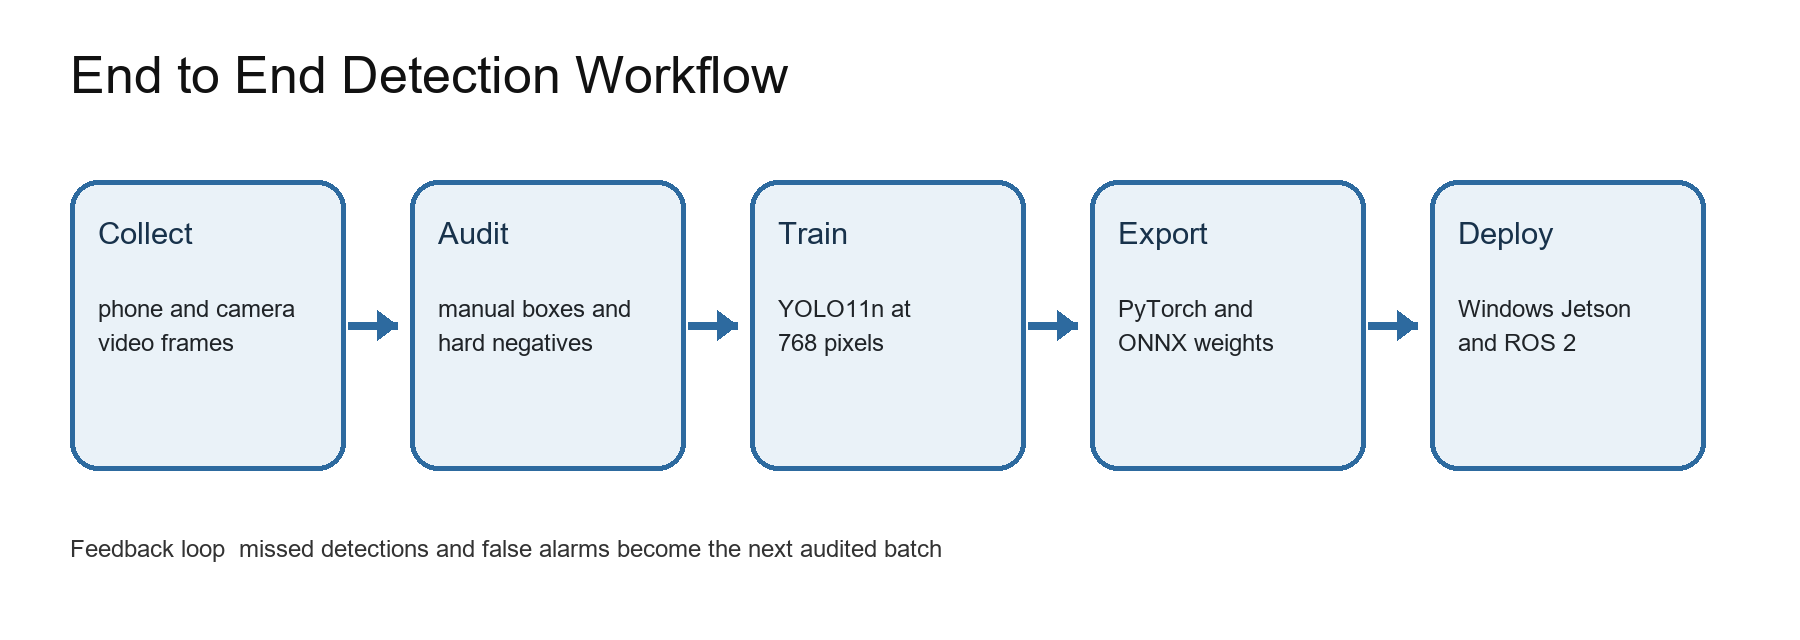 End to End Detection Workflow
Collect
phone and camera
video frames
Audit
manual boxes and
hard negatives
Train
YOLO11n at
768 pixels
Export
PyTorch and
ONNX weights
Deploy
Windows Jetson
and ROS 2
Feedback loop  missed detections and false alarms become the next audited batch